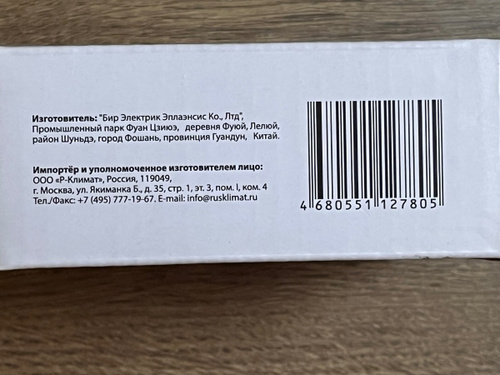 Изготовитель: "Бир Электрик Эплаэнсис Ко., Лтд",
Промышленный парк Фуан Цзиюэ, деревня Фуюй, Лелюй,
район Шуньдэ, город Фошань, провинция Гуандун, Китай.
Импортёр и уполномоченное изготовителем лицо:
ООО «Р-Климат», Россия, 119049,
г. Москва, ул. Якиманка Б., д. 35, стр. 1, эт. 3, пом. I, ком. 4
Тел./Факс: +7 (495) 777-19-67. E-mail: info@rusklimat.ru
4 680551 127805